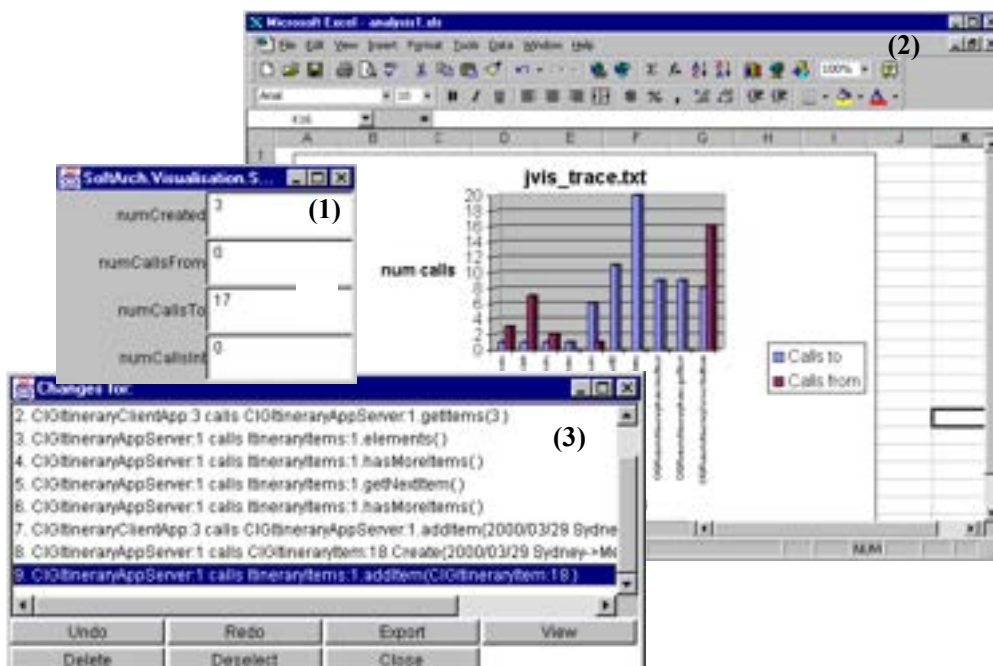 Microsoft Excel - analysis1.xls
(2)
File Edit View Insert Format Tools Data Window Help
100%
Arial 10 B I U
K16 =
A B C D E F G H I J K
1
SoftArch.Visualisation.S...
(1)
numCreated 3
numCallsFrom 0
numCallsTo 17
numCallsInt 0
jvis_trace.txt
num calls
20
18
16
14
12
10
8
6
4
2
0
Calls to
Calls from
NUM
Changes for:
(3)
2. CIGItineraryClientApp:3 calls CIGItineraryAppServer:1.getItems(3 )
3. CIGItineraryAppServer:1 calls ItineraryItems:1.elements( )
4. CIGItineraryAppServer:1 calls ItineraryItems:1.hasMoreItems( )
5. CIGItineraryAppServer:1 calls ItineraryItems:1.getNextItem( )
6. CIGItineraryAppServer:1 calls ItineraryItems:1.hasMoreItems( )
7. CIGItineraryClientApp:3 calls CIGItineraryAppServer:1.addItem(2000/03/29 Sydney
8. CIGItineraryAppServer:1 calls CIGItineraryItem:18.Create(2000/03/29 Sydney->Me
9. CIGItineraryAppServer:1 calls ItineraryItems:1.addItem(CIGItineraryItem:18 )
Undo Redo Export View
Delete Deselect Close